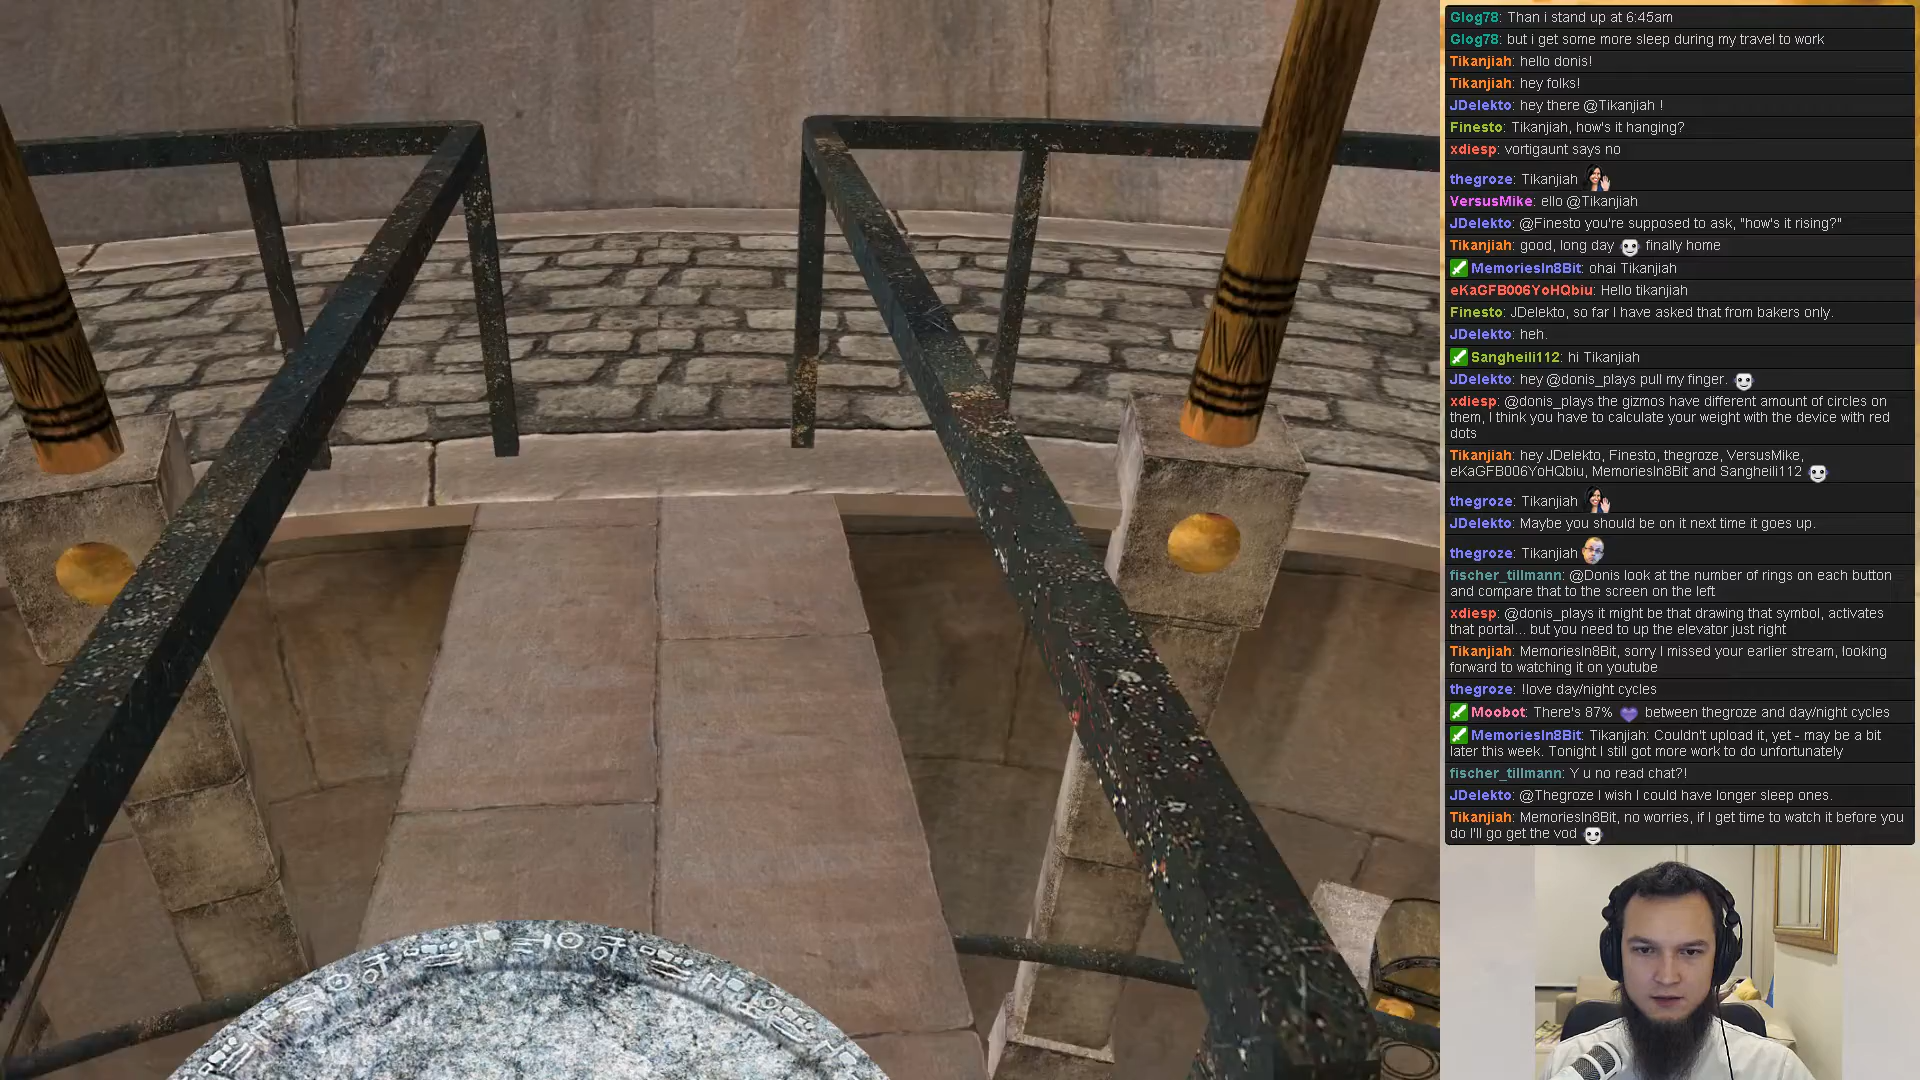 Glog78: Than i stand up at 6:45am
Glog78: but i get some more sleep during my travel to work
Tikanjiah: hello donis!
Tikanjiah: hey folks!
JDelekto: hey there @Tikanjiah !
Finesto: Tikanjiah, how's it hanging?
xdiesp: vortigaunt says no
thegroze: Tikanjiah
VersusMike: ello @Tikanjiah
JDelekto: @Finesto you're supposed to ask, "how's it rising?"
Tikanjiah: good, long day finally home
MemoriesIn8Bit: ohai Tikanjiah
eKaGFB006YoHQbiu: Hello tikanjiah
Finesto: JDelekto, so far I have asked that from bakers only.
JDelekto: heh.
Sangheili112: hi Tikanjiah
JDelekto: hey @donis_plays pull my finger.
xdiesp: @donis_plays the gizmos have different amount of circles on
them, I think you have to calculate your weight with the device with red
dots
Tikanjiah: hey JDelekto, Finesto, thegroze, VersusMike,
eKaGFB006YoHQbiu, MemoriesIn8Bit and Sangheili112
thegroze: Tikanjiah
JDelekto: Maybe you should be on it next time it goes up.
thegroze: Tikanjiah
fischer_tillmann: @Donis look at the number of rings on each button
and compare that to the screen on the left
xdiesp: @donis_plays it might be that drawing that symbol, activates
that portal... but you need to up the elevator just right
Tikanjiah: MemoriesIn8Bit, sorry I missed your earlier stream, looking
forward to watching it on youtube
thegroze: !love day/night cycles
Moobot: There's 87% between thegroze and day/night cycles
MemoriesIn8Bit: Tikanjiah: Couldn't upload it, yet - may be a bit
later this week. Tonight I still got more work to do unfortunately
fischer_tillmann: Y u no read chat?!
JDelekto: @Thegroze I wish I could have longer sleep ones.
Tikanjiah: MemoriesIn8Bit, no worries, if I get time to watch it before you
do I'll go get the vod